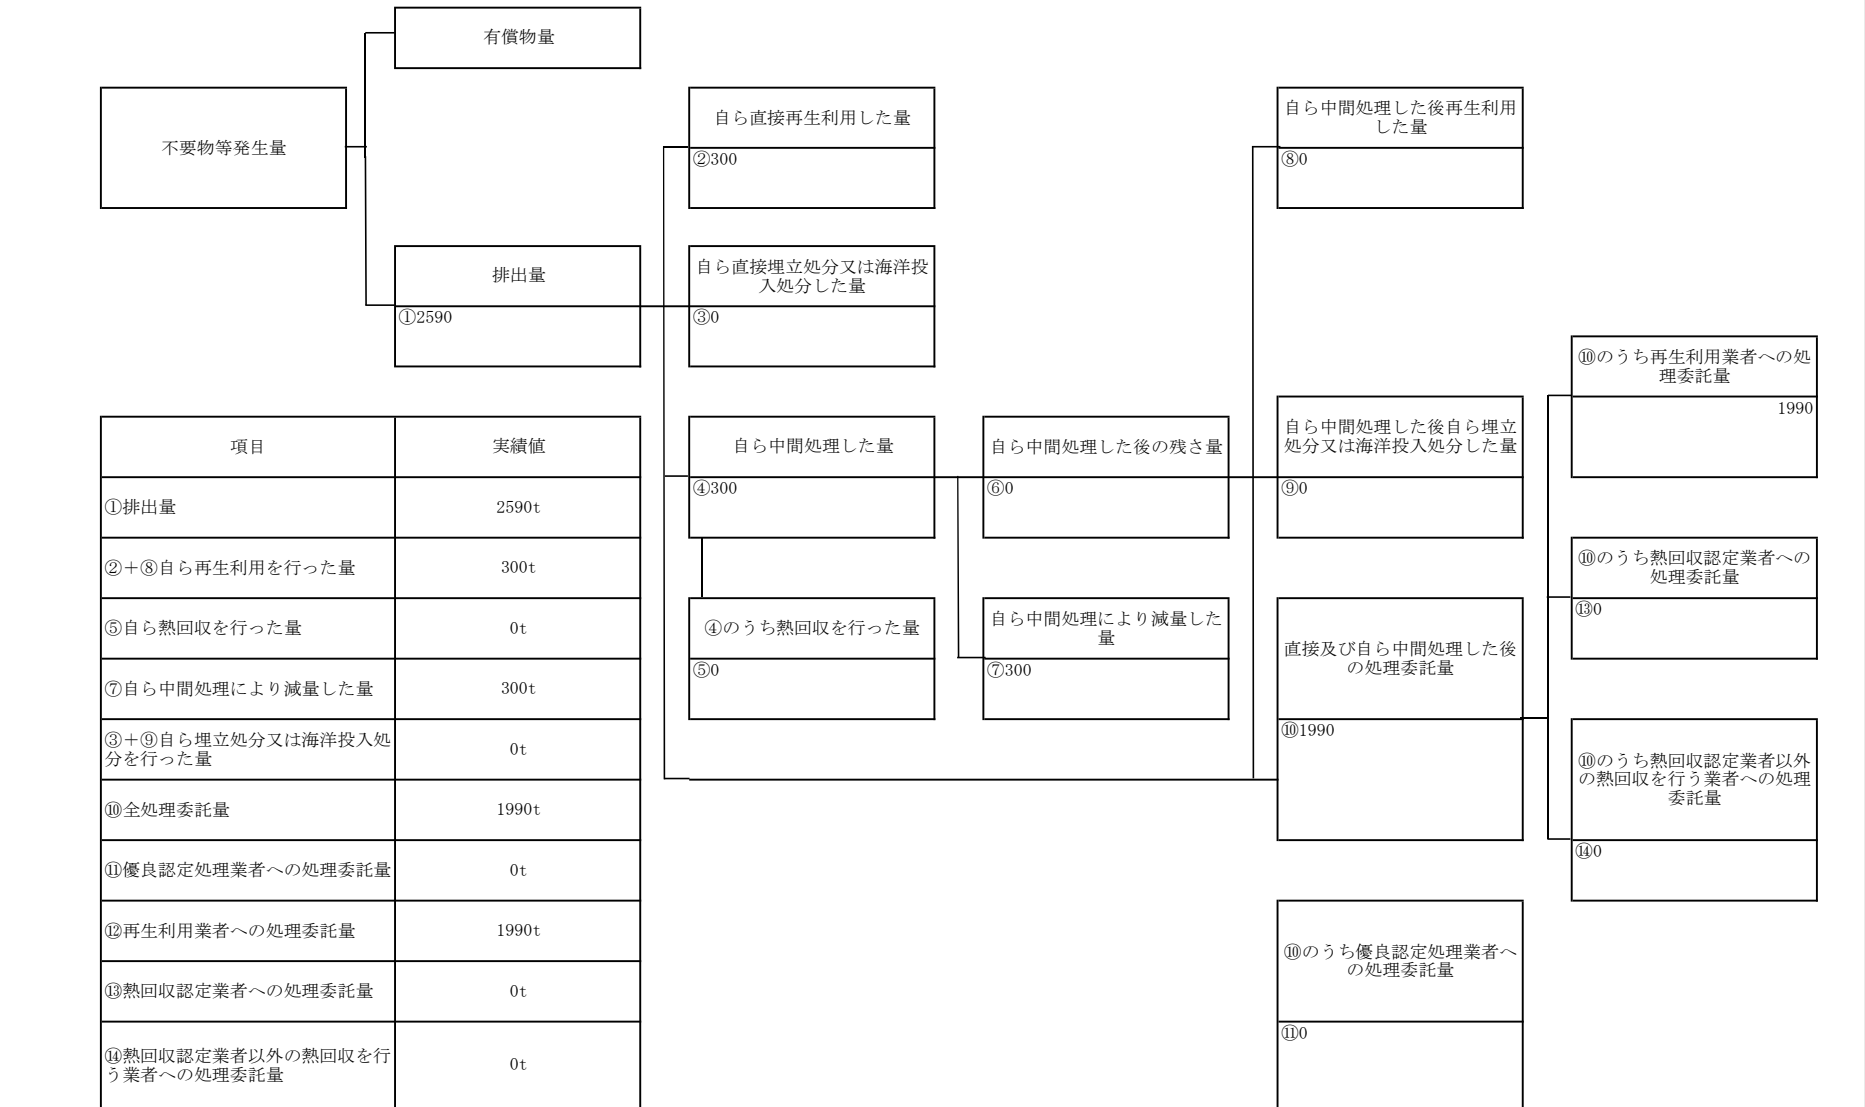 有償物量
不要物等発生量
自ら直接再生利用した量
②300
自ら中間処理した後再生利用
した量
⑧0
排出量
①2590
自ら直接埋立処分又は海洋投
入処分した量
③0
⑩のうち再生利用業者への処
理委託量
1990
自ら中間処理した量
④300
自ら中間処理した後の残さ量
⑥0
自ら中間処理した後自ら埋立
処分又は海洋投入処分した量
⑨0
⑩のうち熱回収認定業者への
処理委託量
⑬0
④のうち熱回収を行った量
⑤0
自ら中間処理により減量した
量
⑦300
直接及び自ら中間処理した後
の処理委託量
⑩1990
⑩のうち熱回収認定業者以外
の熱回収を行う業者への処理
委託量
⑭0
⑩のうち優良認定処理業者へ
の処理委託量
⑪0
項目
実績値
①排出量
2590t
②+⑧自ら再生利用を行った量
300t
⑤自ら熱回収を行った量
0t
⑦自ら中間処理により減量した量
300t
③+⑨自ら埋立処分又は海洋投入処
分を行った量
0t
⑩全処理委託量
1990t
⑪優良認定処理業者への処理委託量
0t
⑫再生利用業者への処理委託量
1990t
⑬熱回収認定業者への処理委託量
0t
⑭熱回収認定業者以外の熱回収を行
う業者への処理委託量
0t